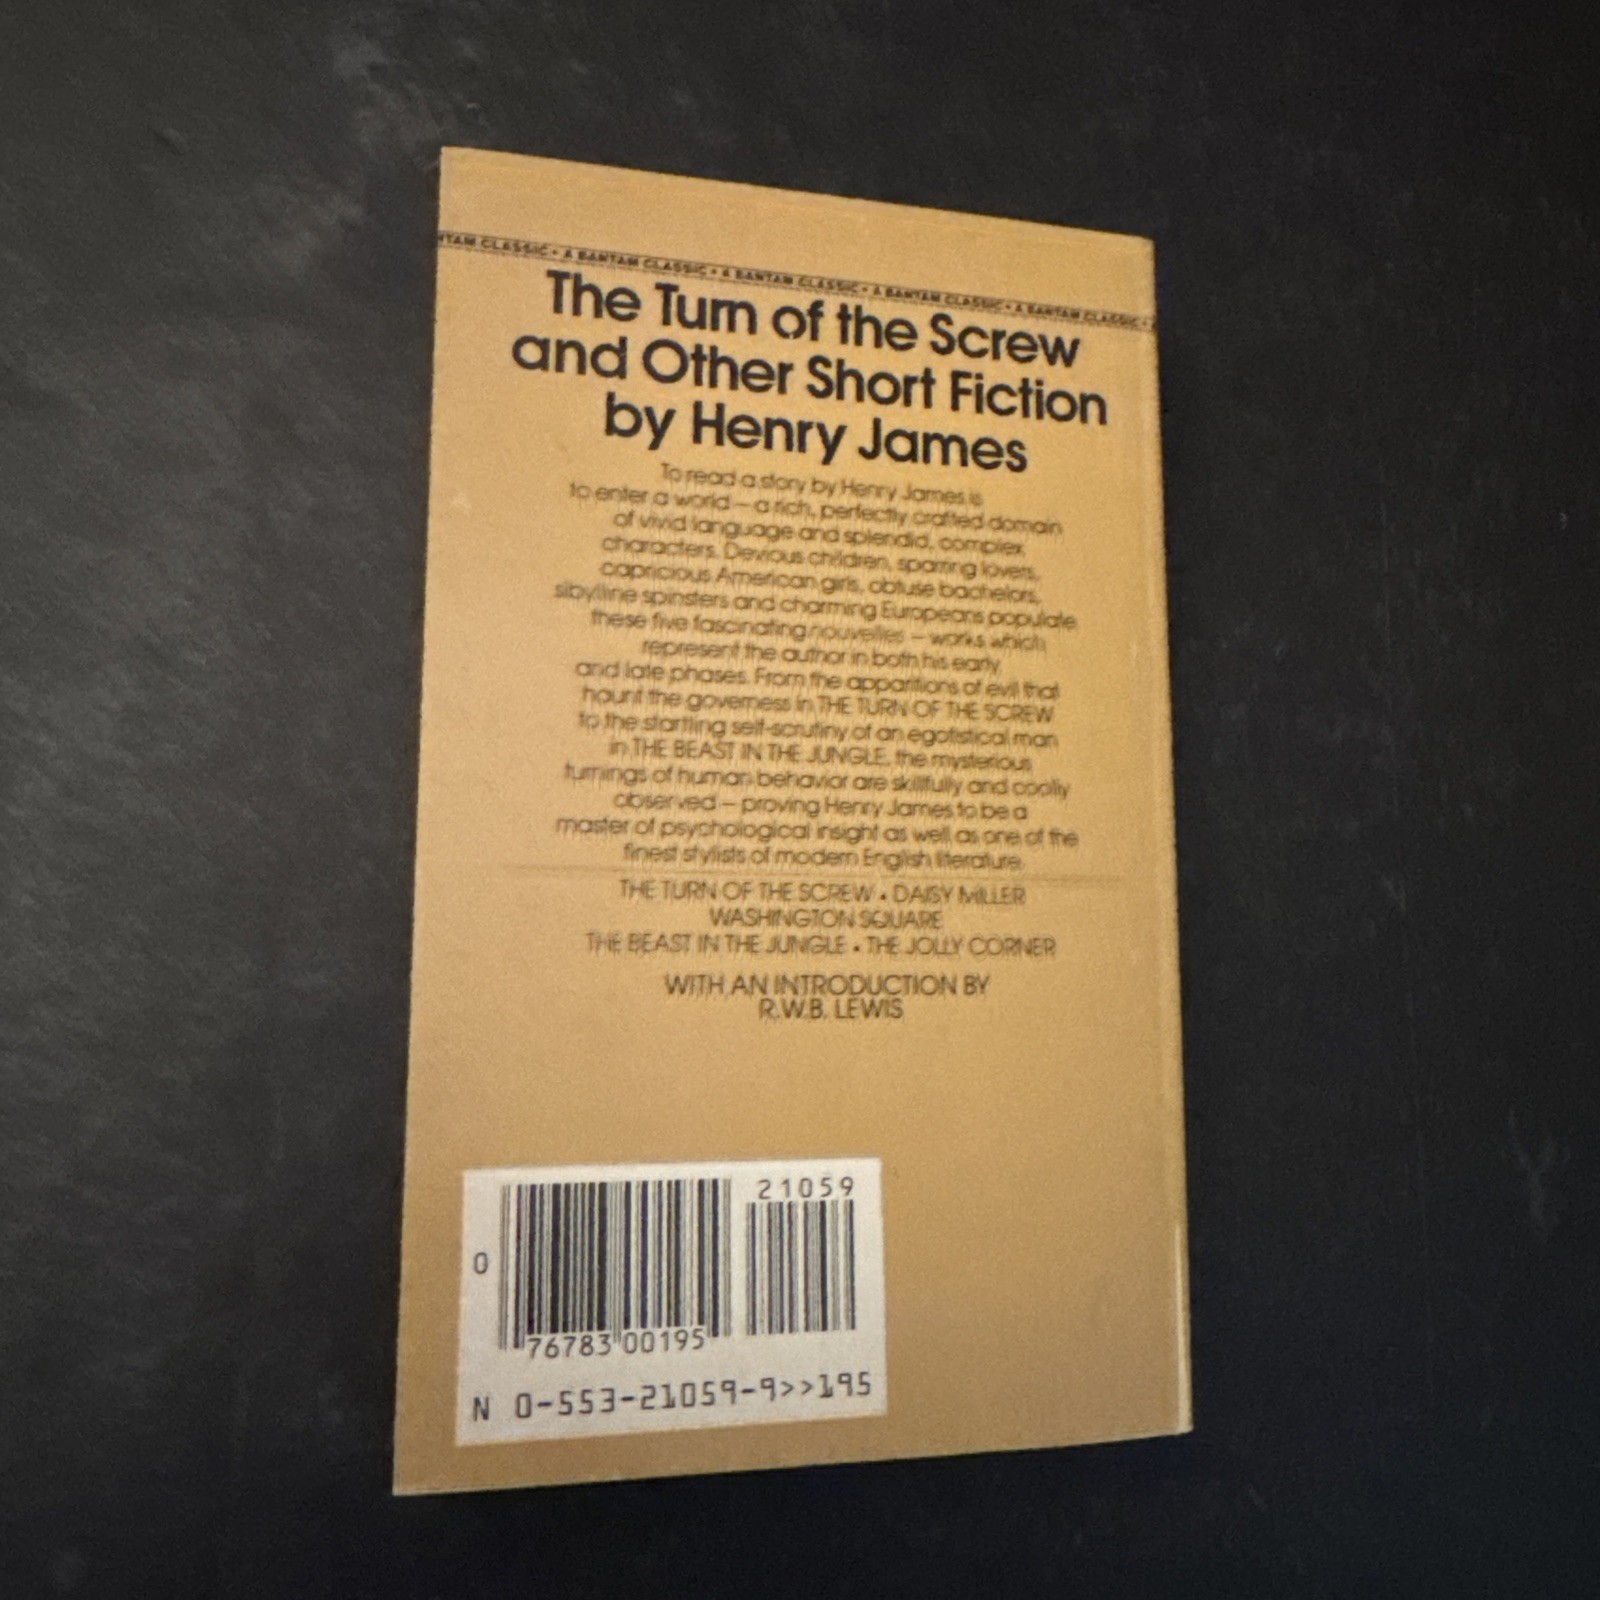 NTAM CLASSIC • A BANTAM CLASSIC • A BANTAM CLASSIC • A BANTAM CLASSIC • A BANTAM CLASSIC •
The Turn of the Screw
and Other Short Fiction
by Henry James
To read a story by Henry James is
to enter a world — a rich, perfectly crafted domain
of vivid language and splendid, complex
characters. Devious children, sparring lovers,
capricious American girls, obtuse bachelors,
sibylline spinsters and charming Europeans populate
these five fascinating nouvelles — works which
represent the author in both his early
and late phases. From the apparitions of evil that
haunt the governess in THE TURN OF THE SCREW
to the startling self-scrutiny of an egotistical man
in THE BEAST IN THE JUNGLE, the mysterious
turnings of human behavior are skillfully and coolly
observed — proving Henry James to be a
master of psychological insight as well as one of the
finest stylists of modern English literature.
THE TURN OF THE SCREW • DAISY MILLER
WASHINGTON SQUARE
THE BEAST IN THE JUNGLE • THE JOLLY CORNER
WITH AN INTRODUCTION BY
R.W.B. LEWIS
21059
0
76783 00195
N 0-553-21059-9>>195